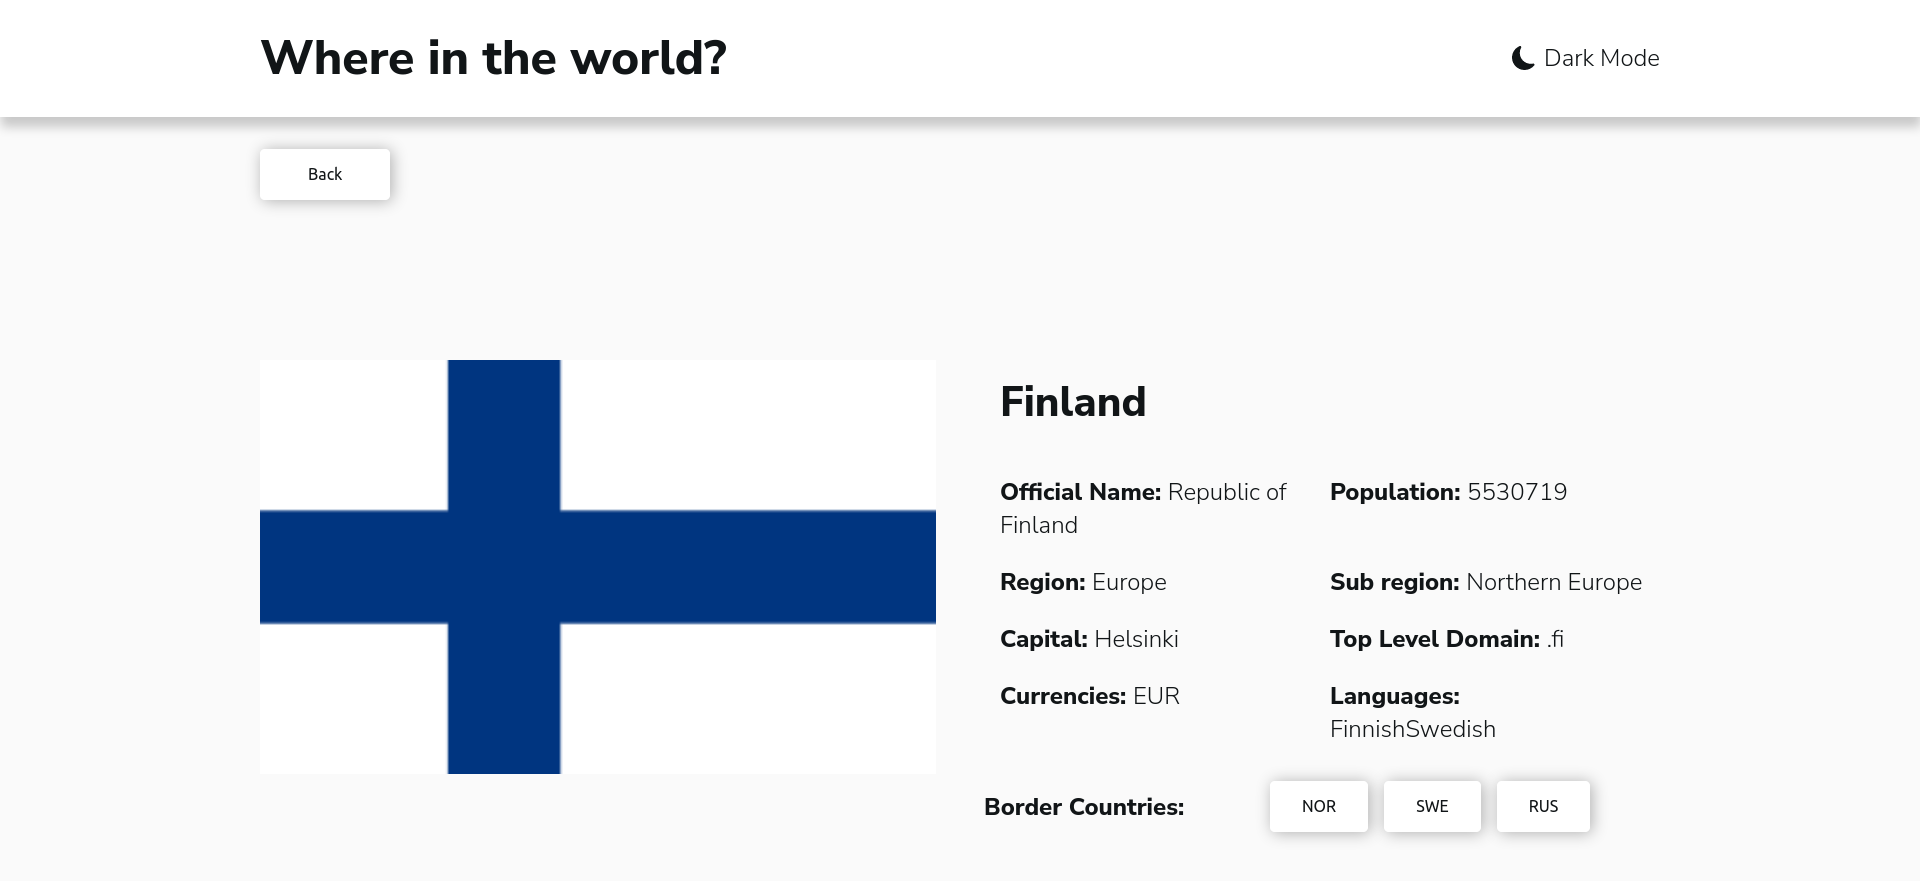 Where in the world?
Dark Mode
Back
Finland
Official Name: Republic of
Finland
Population: 5530719
Region: Europe
Sub region: Northern Europe
Capital: Helsinki
Top Level Domain: .fi
Currencies: EUR
Languages:
FinnishSwedish
Border Countries:
NOR
SWE
RUS